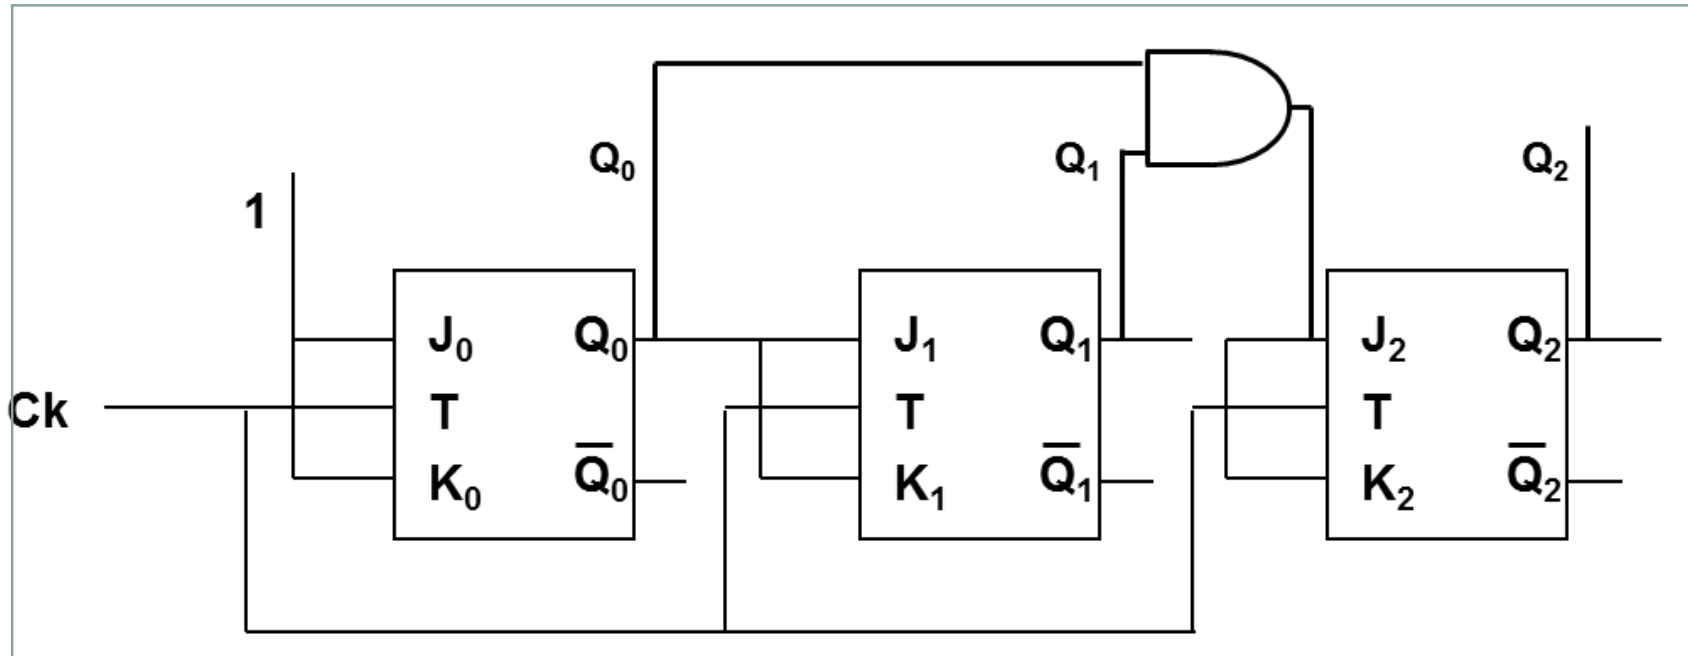 Q₀ Q₁ Q₂
1
J₀ Q₀ J₁ Q₁ J₂ Q₂
Ck T T T
K₀ Q̅₀ K₁ Q̅₁ K₂ Q̅₂